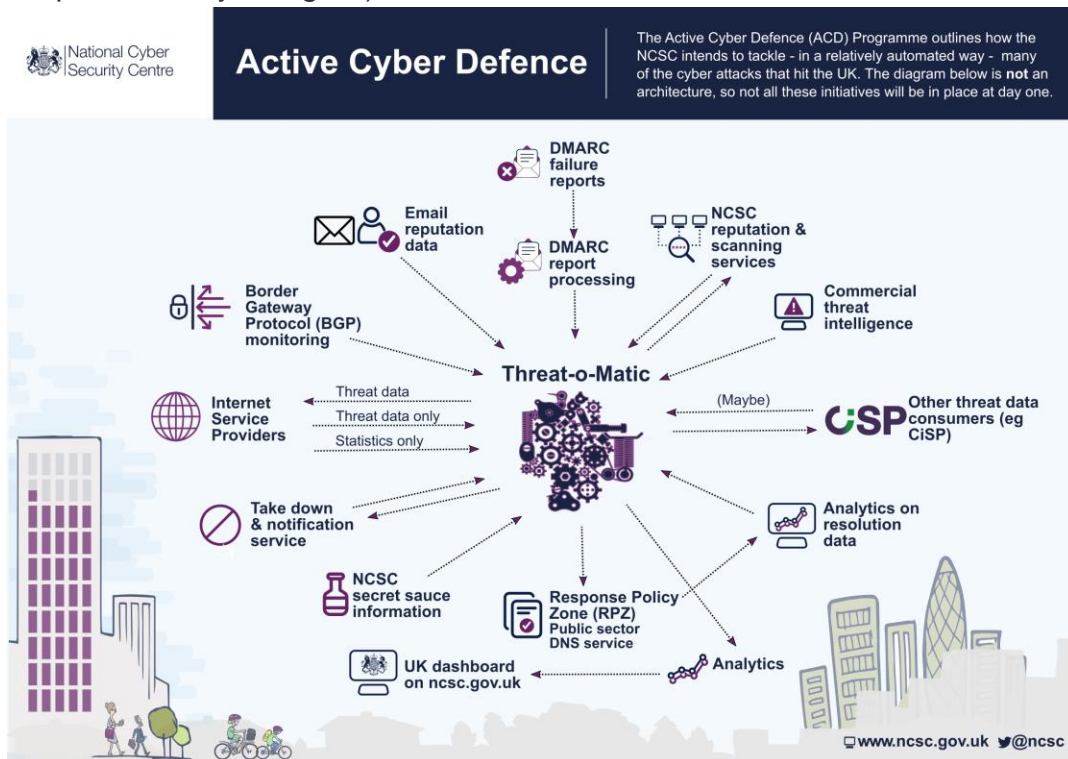 National Cyber
Security Centre
Active Cyber Defence
The Active Cyber Defence (ACD) Programme outlines how the
NCSC intends to tackle - in a relatively automated way - many
of the cyber attacks that hit the UK. The diagram below is not an
architecture, so not all these initiatives will be in place at day one.
DMARC
failure
reports
Email
reputation
data
DMARC
report
processing
NCSC
reputation &
scanning
services
Border
Gateway
Protocol (BGP)
monitoring
Commercial
threat
intelligence
Threat-o-Matic
Internet
Service
Providers
Threat data
Threat data only
Statistics only
(Maybe)
CiSP
Other threat data
consumers (eg
CiSP)
Take down
& notification
service
Analytics on
resolution
data
NCSC
secret sauce
information
Response Policy
Zone (RPZ)
Public sector
DNS service
UK dashboard
on ncsc.gov.uk
Analytics
www.ncsc.gov.uk @ncsc